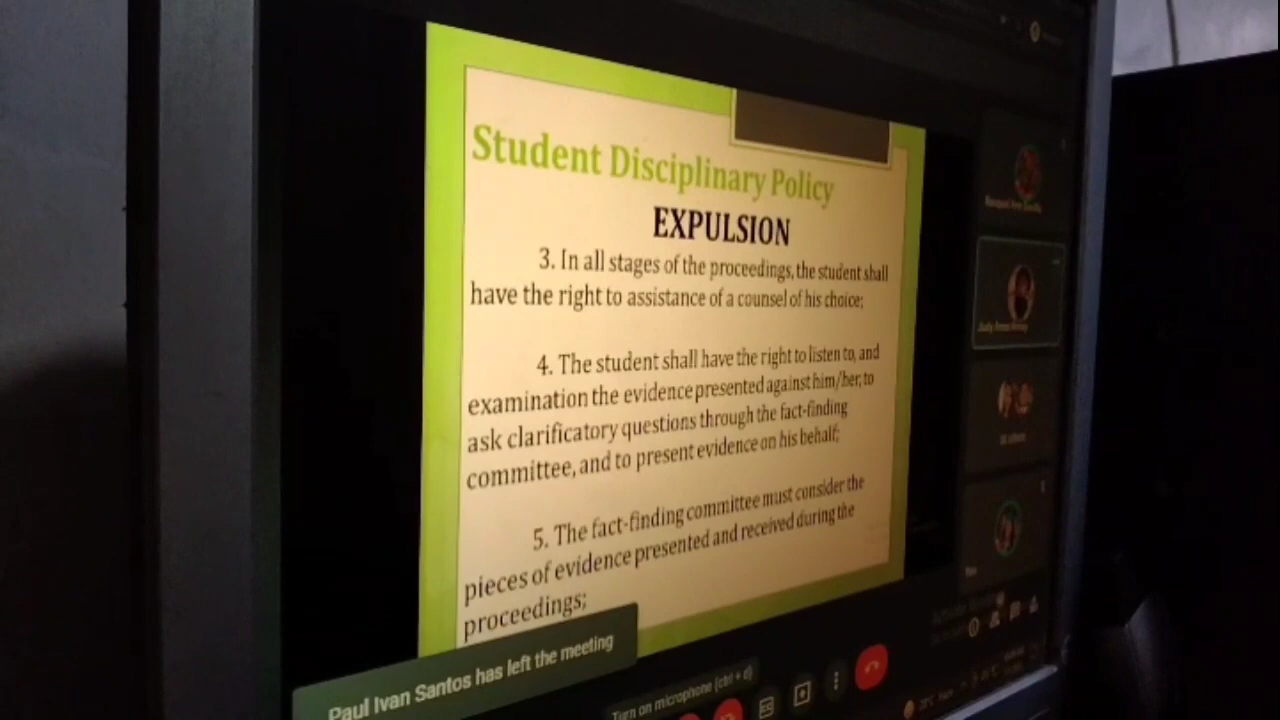 Student Disciplinary Policy
EXPULSION
3. In all stages of the proceedings, the student shall
have the right to assistance of a counsel of his choice;
4. The student shall have the right to listen to, and
examination the evidence presented against him/her, to
ask clarificatory questions through the fact-finding
committee, and to present evidence on his behalf;
5. The fact-finding committee must consider the
pieces of evidence presented and received during the
proceedings;
Paul Ivan Santos has left the meeting
Turn on microphone (ctrl + d)